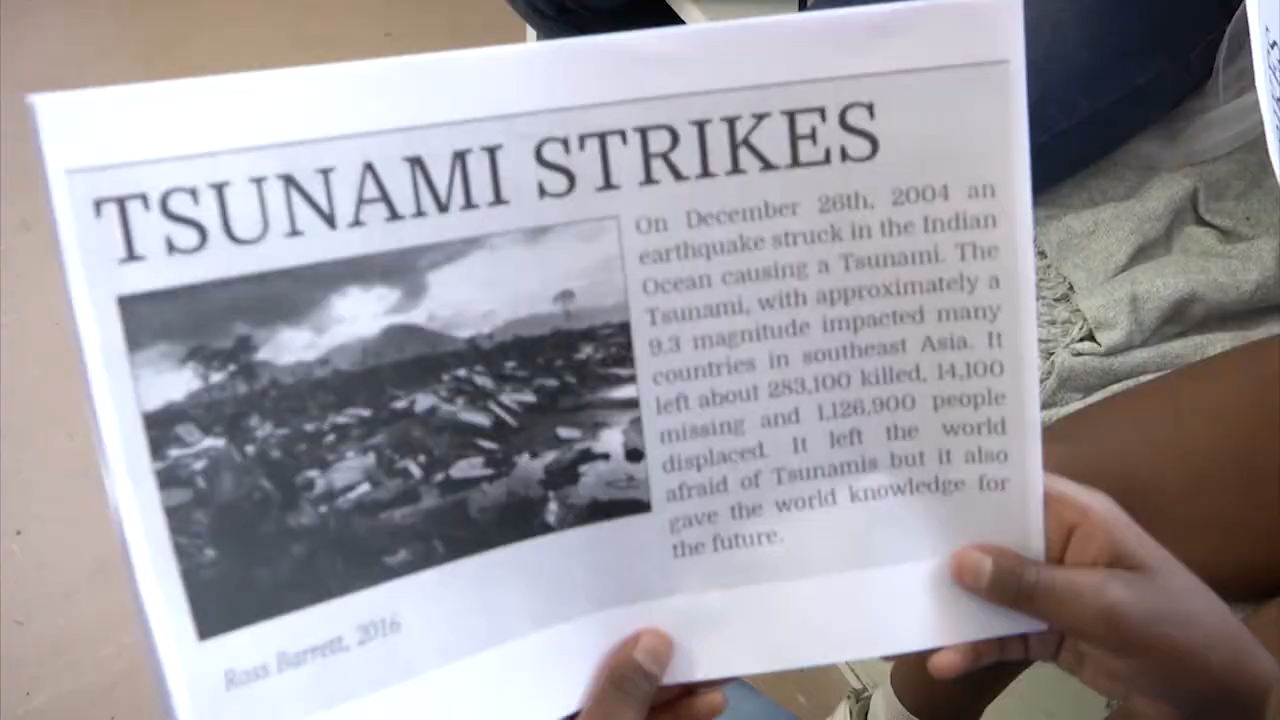 TSUNAMI STRIKES
On December 26th, 2004 an
earthquake struck in the Indian
Ocean causing a Tsunami. The
Tsunami, with approximately a
9.3 magnitude impacted many
countries in southeast Asia. It
left about 283,100 killed, 14,100
missing and 1,126,900 people
displaced. It left the world
afraid of Tsunamis but it also
gave the world knowledge for
the future.
Ross Barrett, 2016